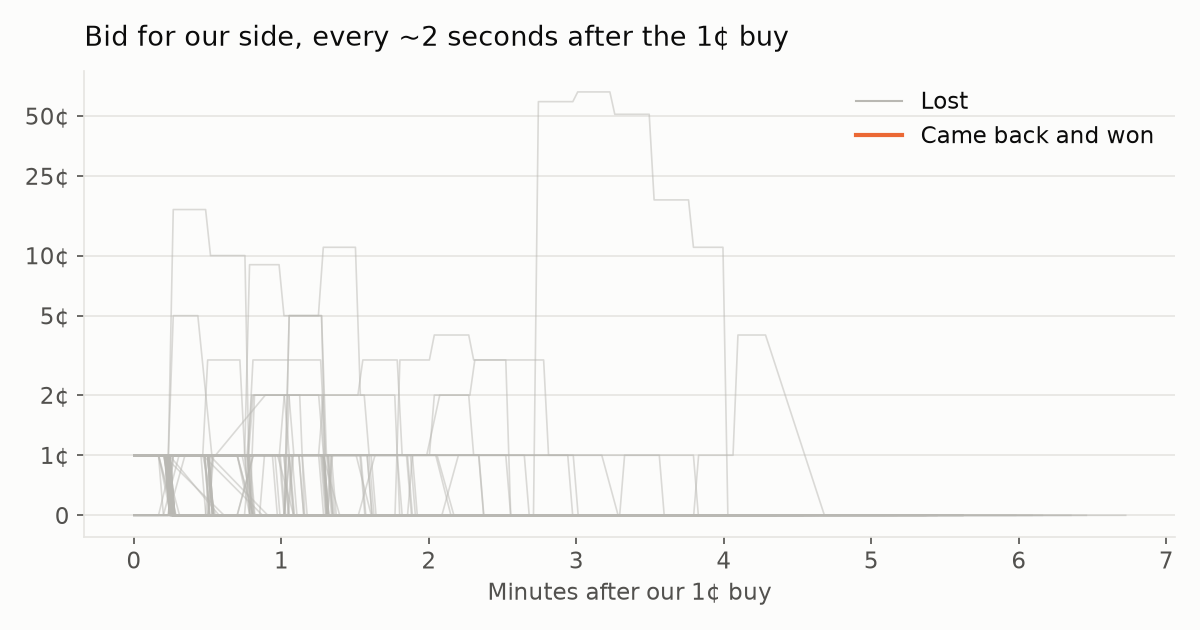 Bid for our side, every ~2 seconds after the 1¢ buy
Lost
Came back and won
50¢
25¢
10¢
5¢
2¢
1¢
0
0 1 2 3 4 5 6 7
Minutes after our 1¢ buy